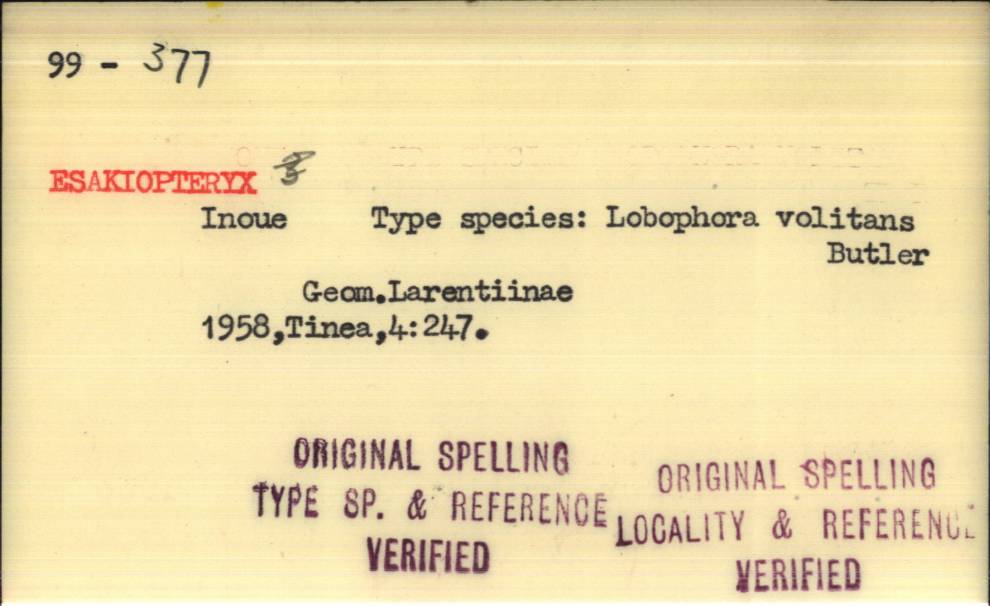 99 - 377
ESAKIOPTERYX
Inoue Type species: Lobophora volitans
Butler
Geom.Larentiinae
1958,Tinea,4:247.
ORIGINAL SPELLING
TYPE SP. & REFERENCE
VERIFIED
ORIGINAL SPELLING
LOCALITY & REFERENCE
VERIFIED